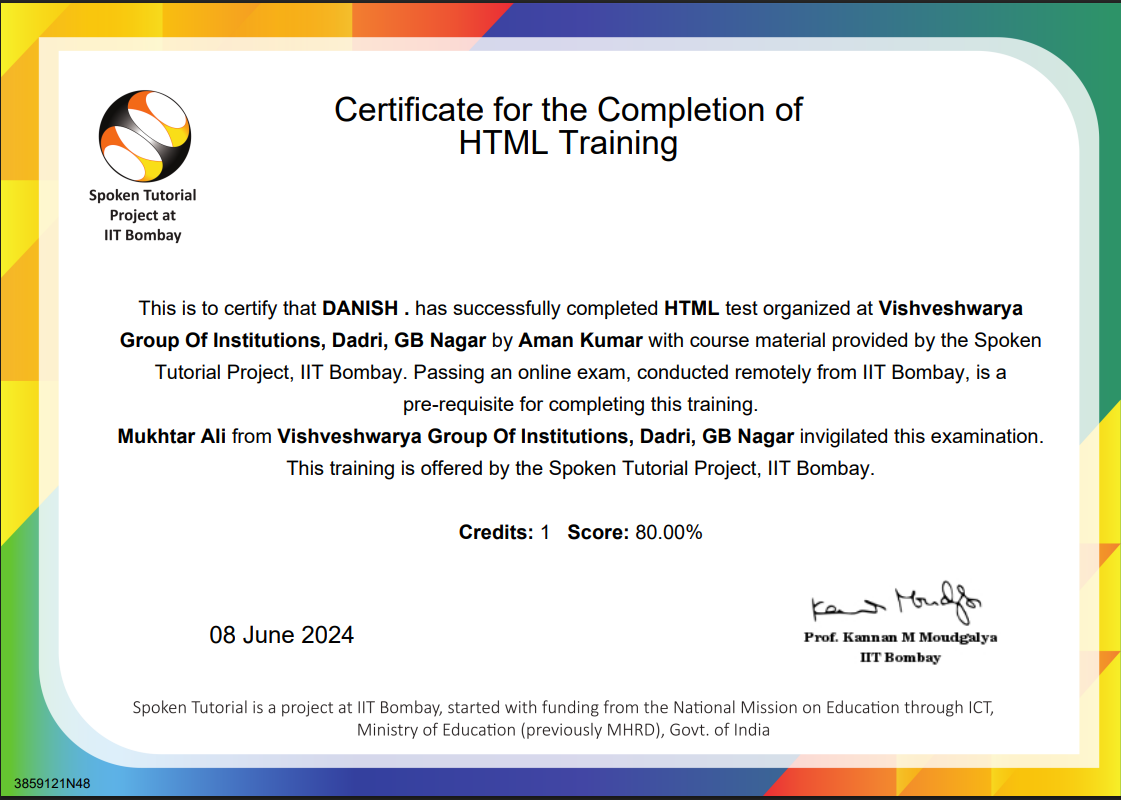 Certificate for the Completion of
HTML Training
Spoken Tutorial
Project at
IIT Bombay
This is to certify that DANISH . has successfully completed HTML test organized at Vishveshwarya
Group Of Institutions, Dadri, GB Nagar by Aman Kumar with course material provided by the Spoken
Tutorial Project, IIT Bombay. Passing an online exam, conducted remotely from IIT Bombay, is a
pre-requisite for completing this training.
Mukhtar Ali from Vishveshwarya Group Of Institutions, Dadri, GB Nagar invigilated this examination.
This training is offered by the Spoken Tutorial Project, IIT Bombay.
Credits: 1 Score: 80.00%
08 June 2024
Kannan Moudgalya
Prof. Kannan M Moudgalya
IIT Bombay
Spoken Tutorial is a project at IIT Bombay, started with funding from the National Mission on Education through ICT,
Ministry of Education (previously MHRD), Govt. of India
3859121N48